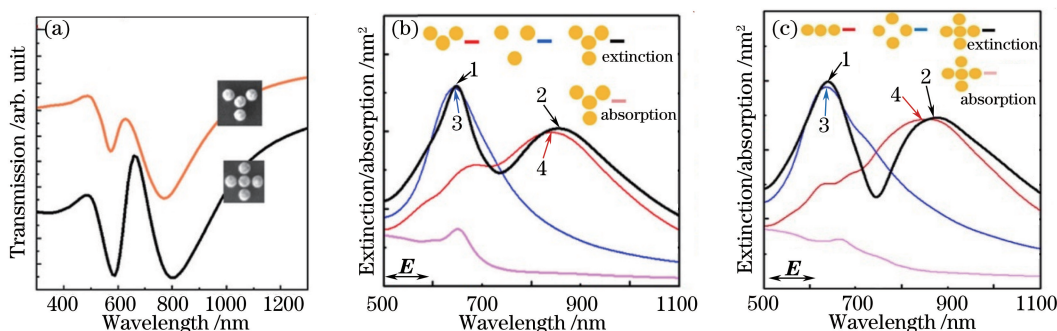 (a)
Transmission /arb. unit
400 600 800 1000 1200
Wavelength /nm
(b)
Extinction/absorption /nm²
extinction
absorption
1
2
3
4
E
500 700 900 1100
Wavelength /nm
(c)
Extinction/absorption /nm²
extinction
absorption
1
2
3
4
E
500 700 900 1100
Wavelength /nm